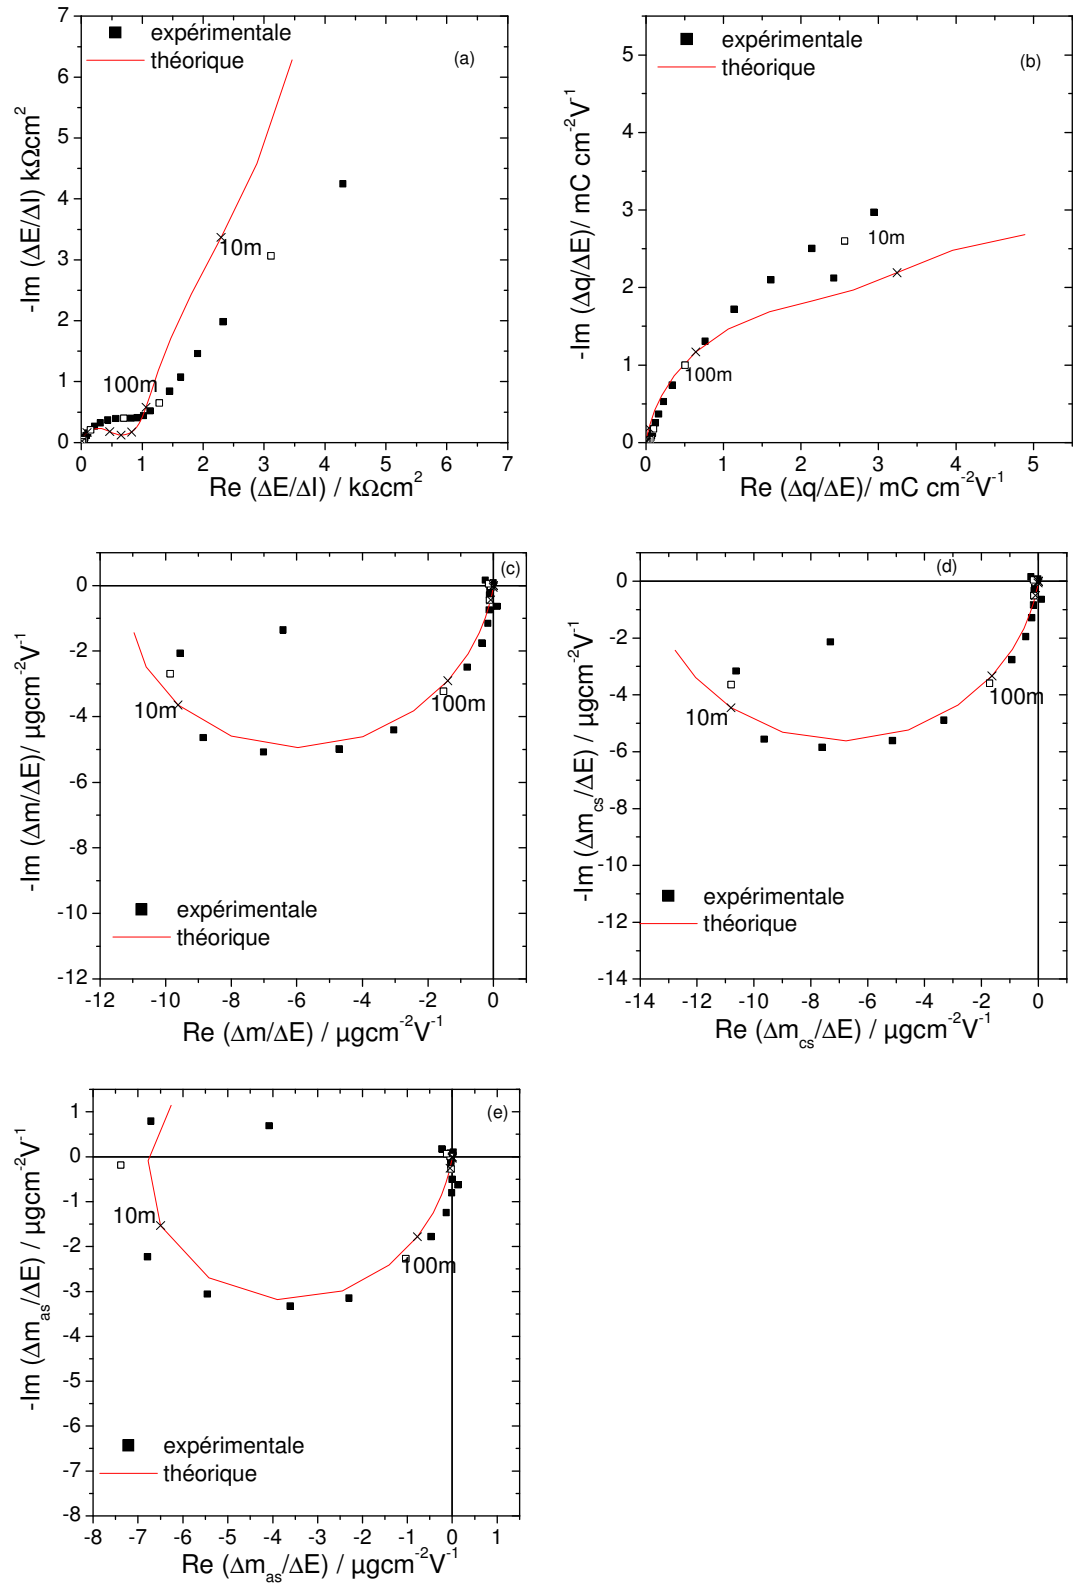 expérimentale
théorique
(a)
-Im (ΔE/ΔI) kΩcm²
7
6
5
4
3
2
1
0
10m
100m
0 1 2 3 4 5 6 7
Re (ΔE/ΔI) / kΩcm²
expérimentale
théorique
(b)
-Im (Δq/ΔE)/ mC cm⁻²V⁻¹
5
4
3
2
1
0
10m
100m
0 1 2 3 4 5
Re (Δq/ΔE)/ mC cm⁻²V⁻¹
(c)
-Im (Δm/ΔE)/ µgcm⁻²V⁻¹
0
-2
-4
-6
-8
-10
-12
10m
100m
expérimentale
théorique
-12 -10 -8 -6 -4 -2 0
Re (Δm/ΔE) / µgcm⁻²V⁻¹
(d)
-Im (Δm_cs/ΔE) / µgcm⁻²V⁻¹
0
-2
-4
-6
-8
-10
-12
-14
10m
100m
expérimentale
théorique
-14 -12 -10 -8 -6 -4 -2 0
Re (Δm_cs/ΔE) / µgcm⁻²V⁻¹
(e)
-Im (Δm_as/ΔE) / µgcm⁻²V⁻¹
1
0
-1
-2
-3
-4
-5
-6
-7
-8
10m
100m
expérimentale
théorique
-8 -7 -6 -5 -4 -3 -2 -1 0 1
Re (Δm_as/ΔE) / µgcm⁻²V⁻¹